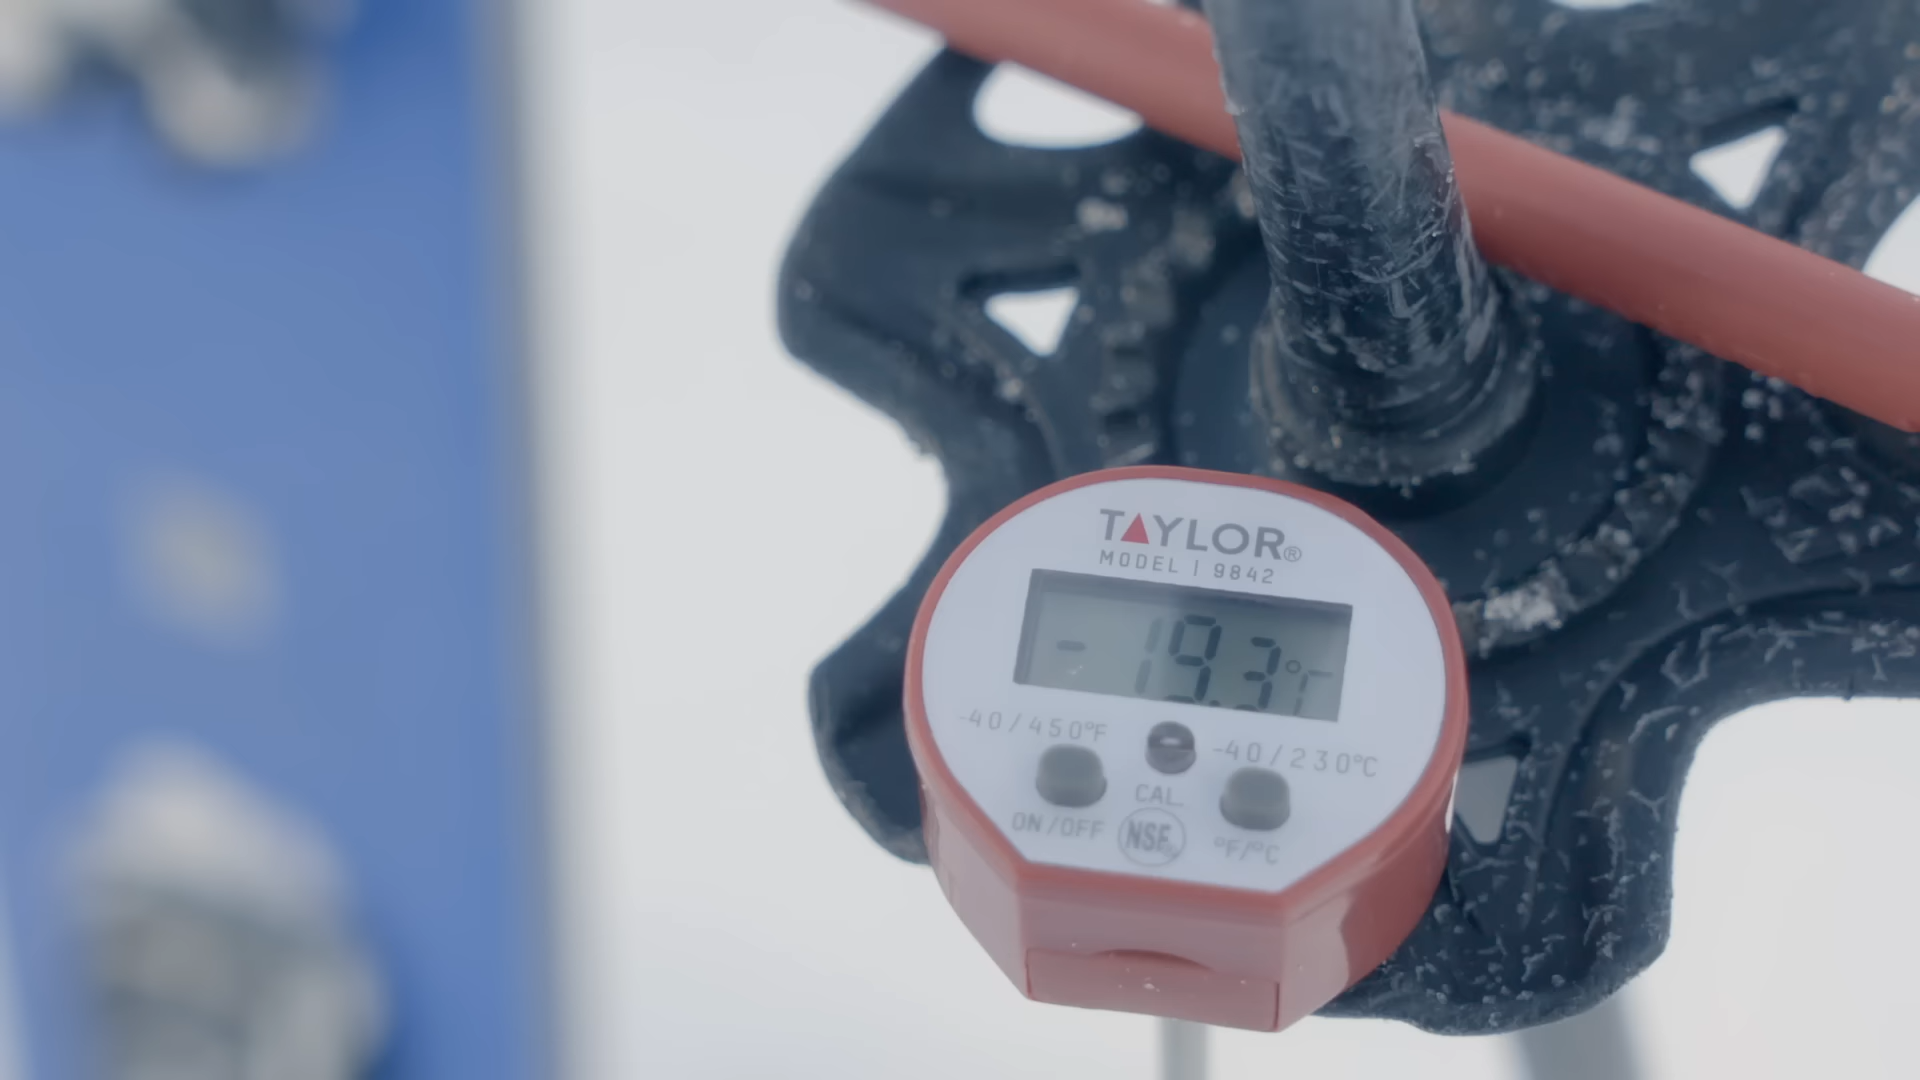 TAYLOR®
MODEL | 9842
- 19.3°
-40/450°F
-40/230°C
CAL.
ON/OFF
NSF
°F/°C